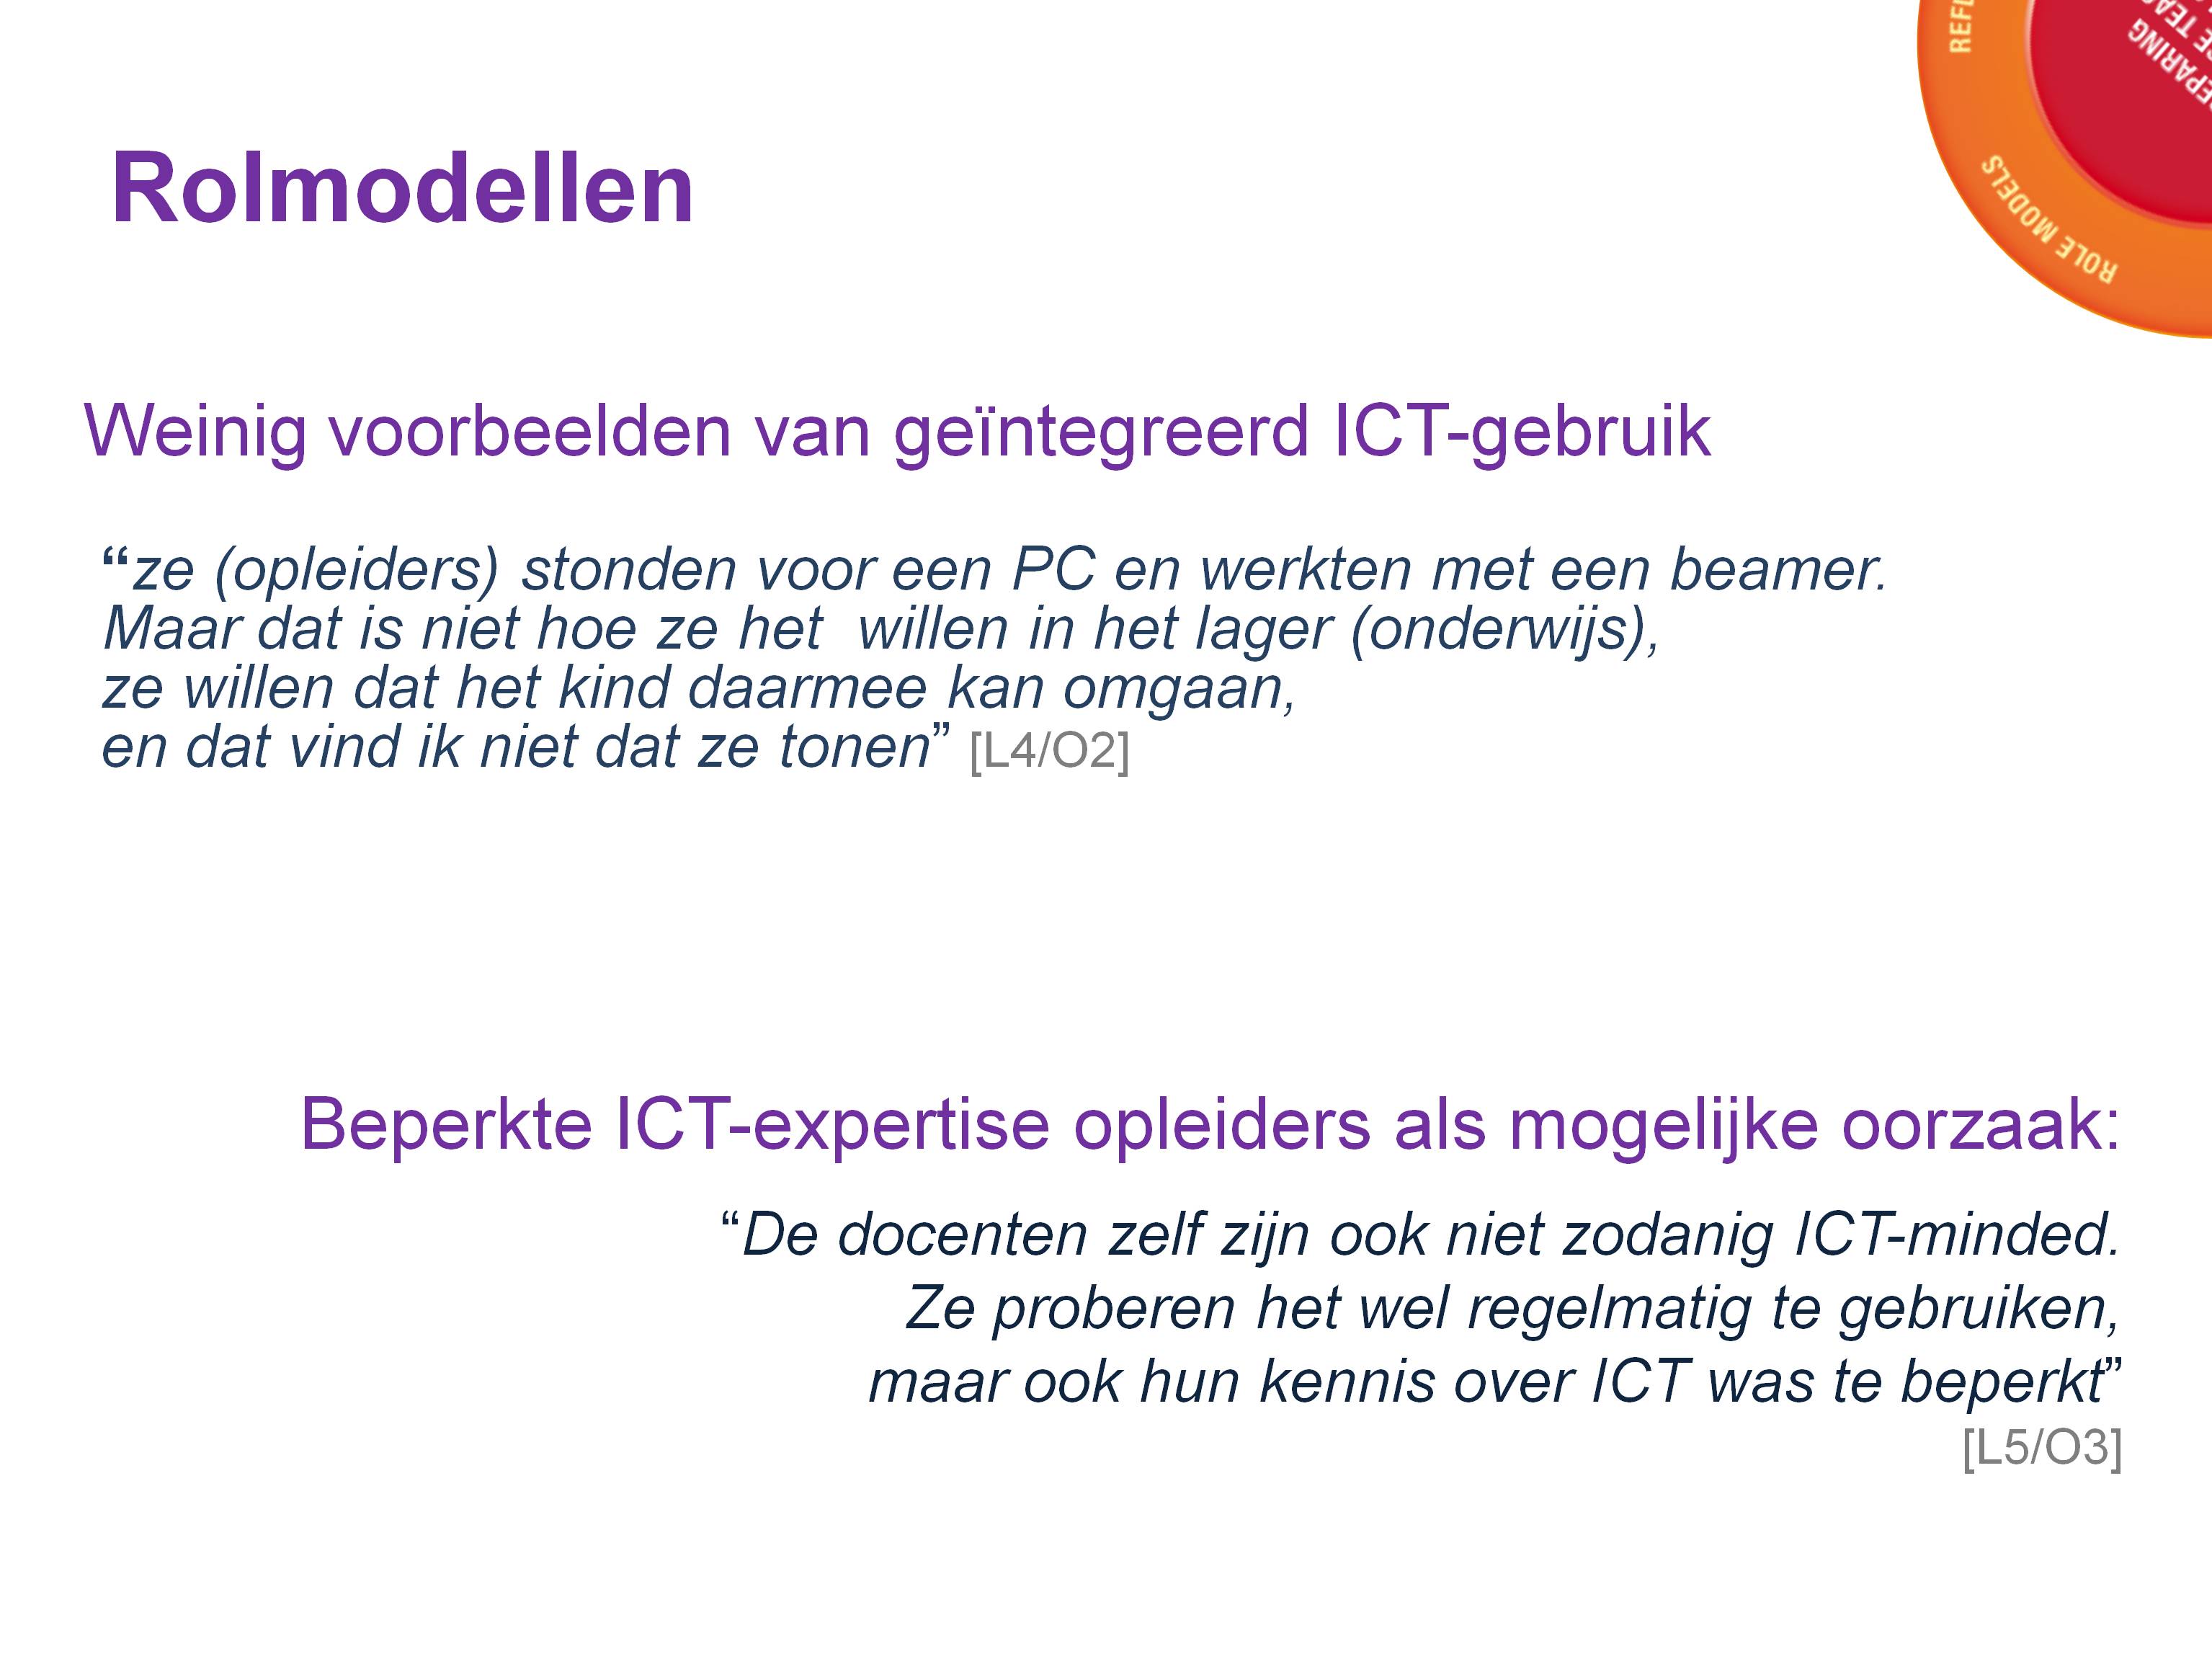 Rolmodellen
ROLE MODELS
Weinig voorbeelden van geïntegreerd ICT-gebruik
“ze (opleiders) stonden voor een PC en werkten met een beamer.
Maar dat is niet hoe ze het  willen in het lager (onderwijs),
ze willen dat het kind daarmee kan omgaan,
en dat vind ik niet dat ze tonen” [L4/O2]
Beperkte ICT-expertise opleiders als mogelijke oorzaak:
“De docenten zelf zijn ook niet zodanig ICT-minded.
Ze proberen het wel regelmatig te gebruiken,
maar ook hun kennis over ICT was te beperkt”
[L5/O3]